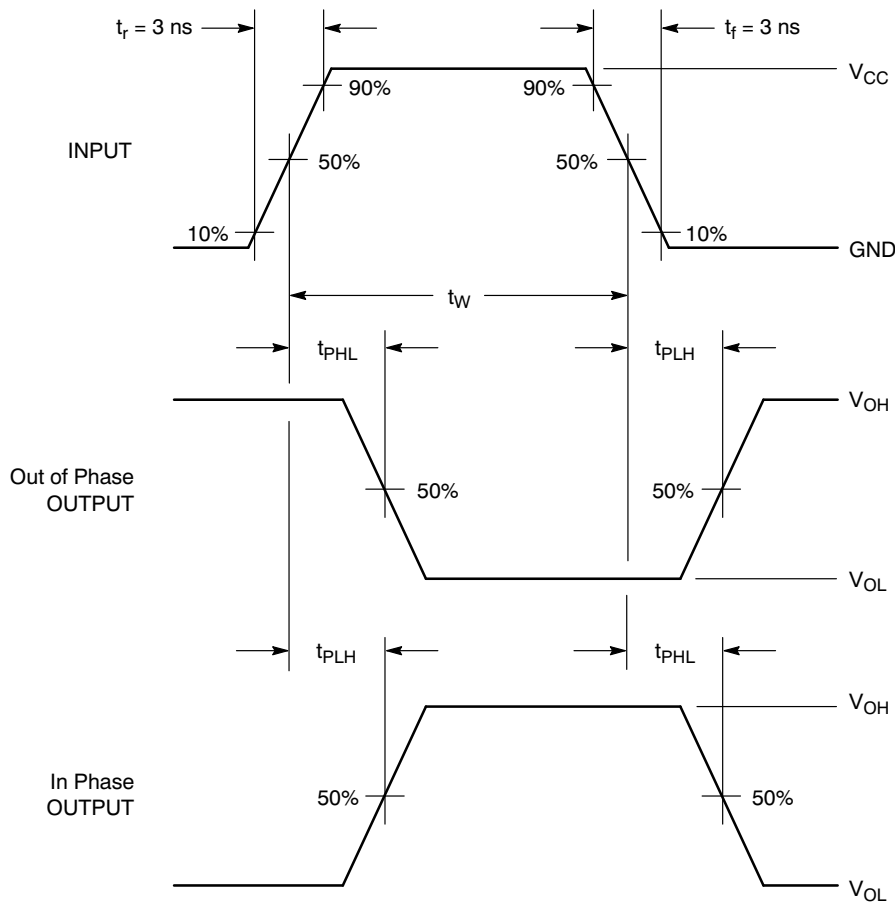 t_r = 3 ns
t_f = 3 ns
V_CC
90%
90%
INPUT
50%
50%
10%
10%
GND
t_W
t_PHL
t_PLH
V_OH
Out of Phase
OUTPUT
50%
50%
V_OL
t_PLH
t_PHL
V_OH
In Phase
OUTPUT
50%
50%
V_OL